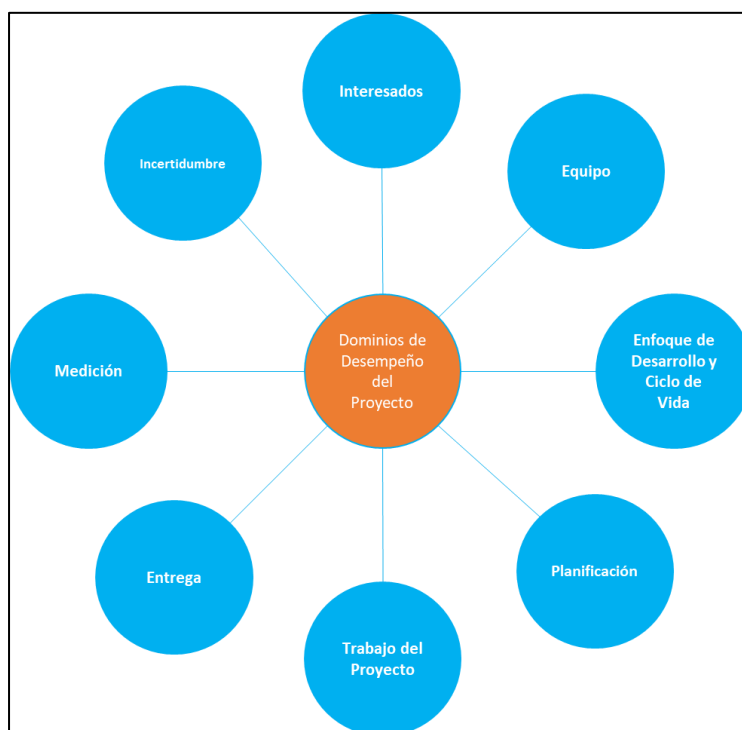 Interesados
Equipo
Enfoque de
Desarrollo y
Ciclo de
Vida
Planificación
Trabajo del
Proyecto
Entrega
Medición
Incertidumbre
Dominios de
Desempeño
del
Proyecto